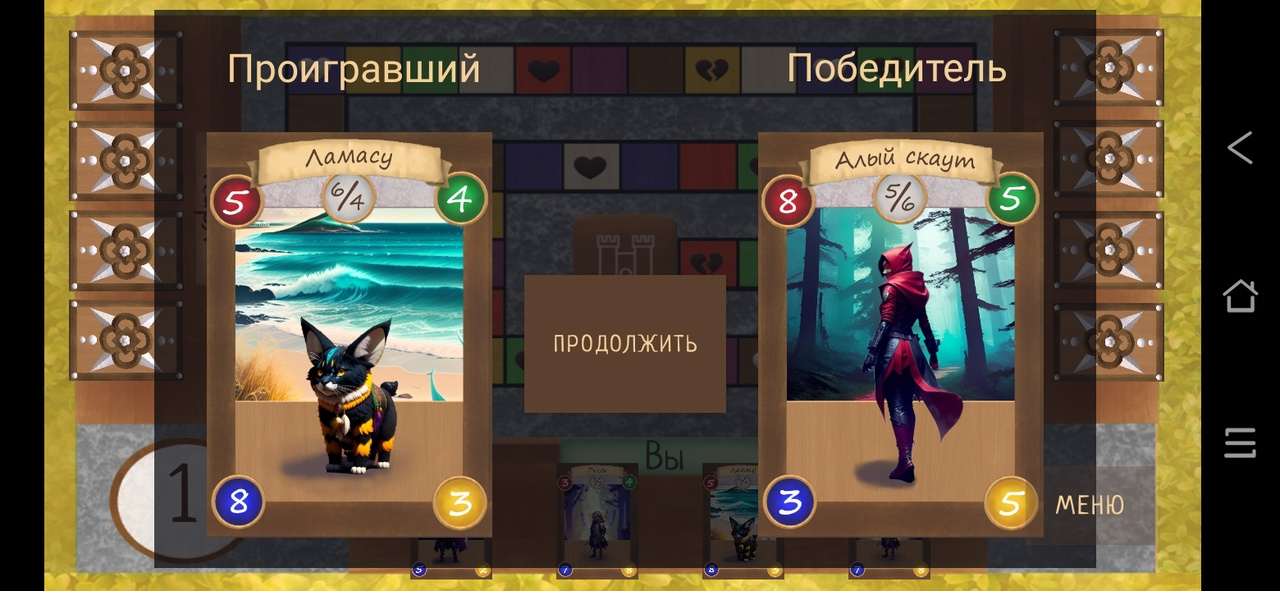 Проигравший
Победитель
Ламасу
5
6/4
4
8
3
Алый скаут
8
5/6
5
3
5
ПРОДОЛЖИТЬ
Вы
1
МЕНЮ